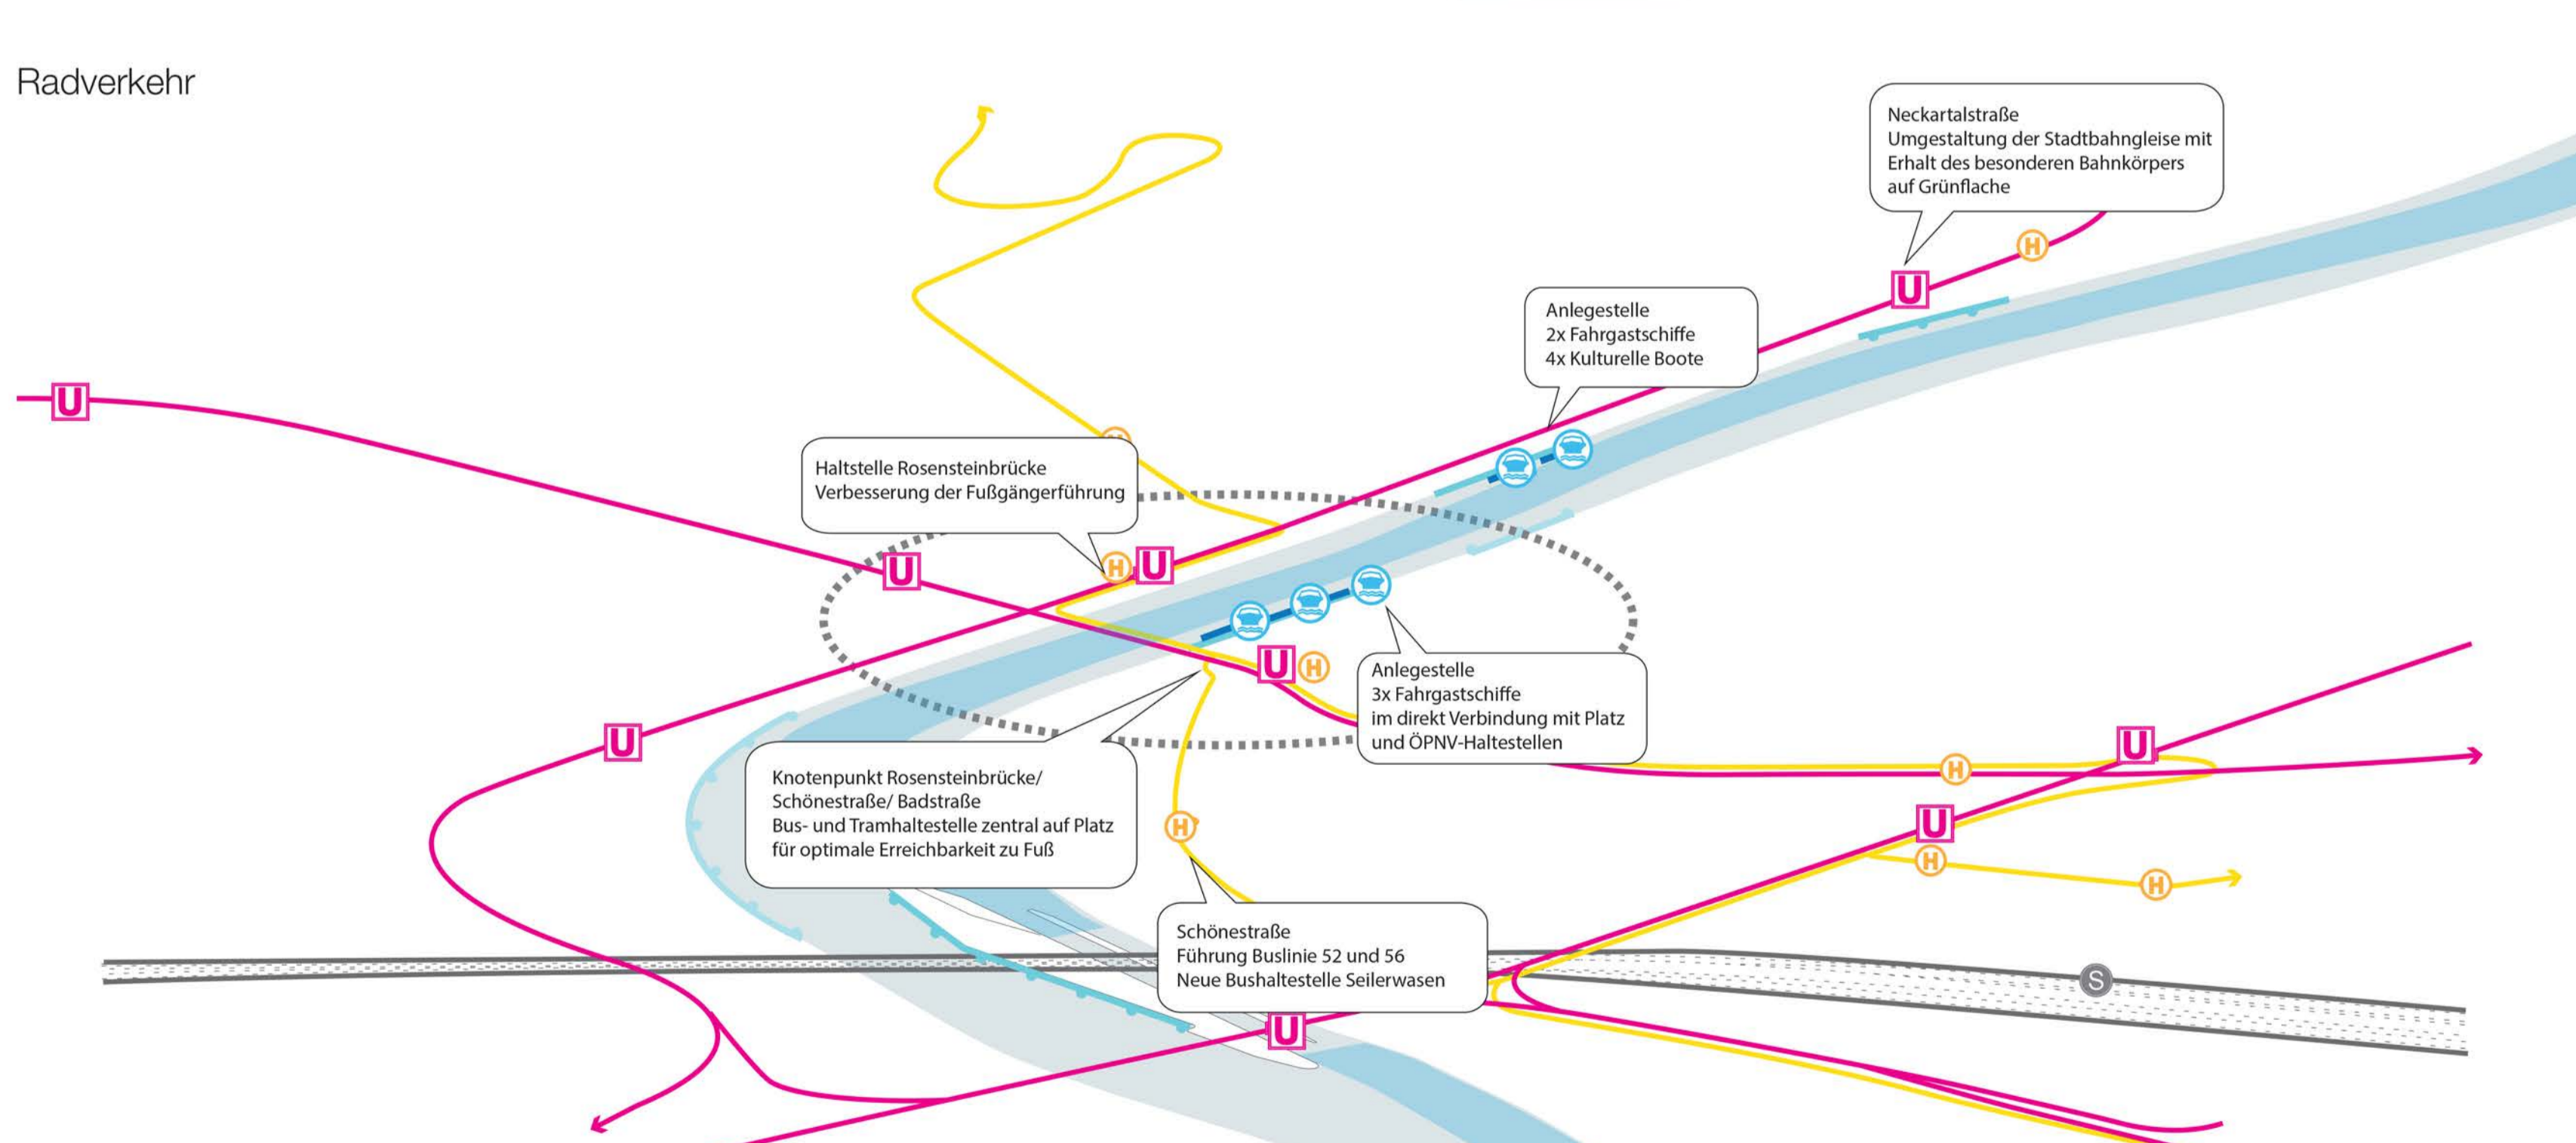 Radverkehr
Neckartalstraße
Umgestaltung der Stadtbahngleise mit
Erhalt des besonderen Bahnkörpers
auf Grünflache
H
U
Anlegestelle
2x Fahrgastschiffe
4x Kulturelle Boote
U
Haltstelle Rosensteinbrücke
Verbesserung der Fußgängerführung
U
H
U
U
H
Anlegestelle
3x Fahrgastschiffe
im direkt Verbindung mit Platz
und ÖPNV-Haltestellen
U
Knotenpunkt Rosensteinbrücke/
Schönestraße/ Badstraße
Bus- und Tramhaltestelle zentral auf Platz
für optimale Erreichbarkeit zu Fuß
H
U
H
U
H
H
Schönestraße
Führung Buslinie 52 und 56
Neue Bushaltestelle Seilerwasen
S
U